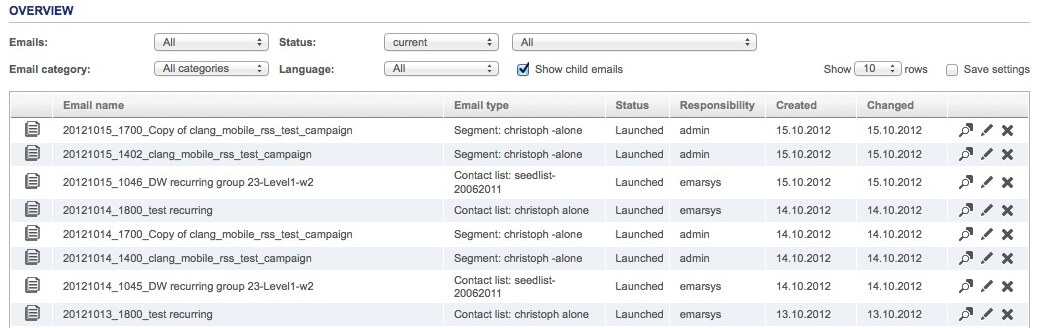 OVERVIEW
Emails: All Status: current All
Email category: All categories Language: All Show child emails Show 10 rows Save settings
Email name Email type Status Responsibility Created Changed
20121015_1700_Copy of clang_mobile_rss_test_campaign Segment: christoph -alone Launched admin 15.10.2012 15.10.2012
20121015_1402_clang_mobile_rss_test_campaign Segment: christoph -alone Launched admin 15.10.2012 15.10.2012
20121015_1046_DW recurring group 23-Level1-w2 Contact list: seedlist-20062011 Launched emarsys 15.10.2012 15.10.2012
20121014_1800_test recurring Contact list: christoph alone Launched emarsys 14.10.2012 14.10.2012
20121014_1700_Copy of clang_mobile_rss_test_campaign Segment: christoph -alone Launched admin 14.10.2012 14.10.2012
20121014_1400_clang_mobile_rss_test_campaign Segment: christoph -alone Launched admin 14.10.2012 14.10.2012
20121014_1045_DW recurring group 23-Level1-w2 Contact list: seedlist-20062011 Launched emarsys 14.10.2012 14.10.2012
20121013_1800_test recurring Contact list: christoph alone Launched emarsys 13.10.2012 13.10.2012